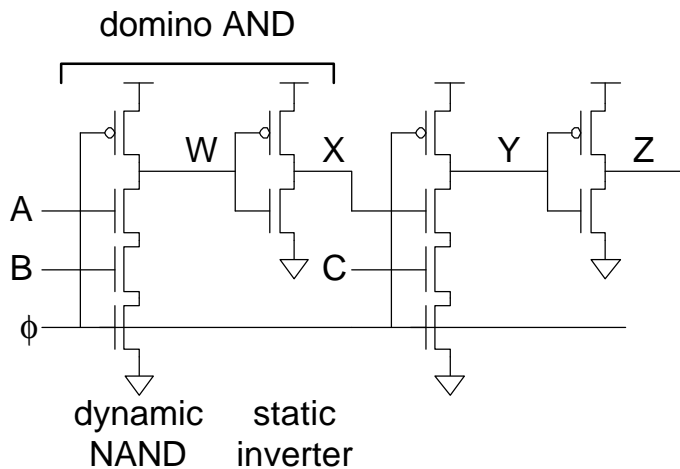 domino AND
W
X
Y
Z
A
B
C
ϕ
dynamic
NAND
static
inverter